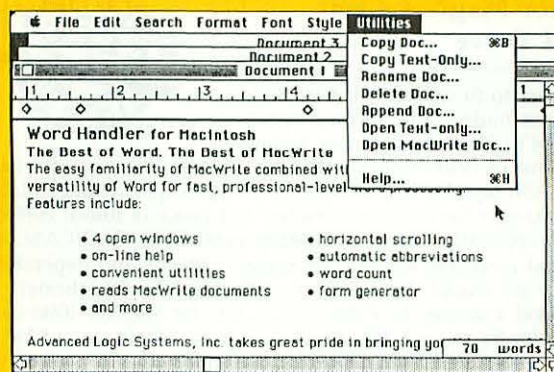 File Edit Search Format Font Style Utilities
Document 3
Document 2
Document 1
Copy Doc... ⌘B
Copy Text-Only...
Rename Doc...
Delete Doc...
Append Doc...
Open Text-only...
Open MacWrite Doc...
Help... ⌘H
1 2 3 4 1
Word Handler for Macintosh
The Best of Word. The Best of MacWrite
The easy familiarity of MacWrite combined wit
versatility of Word for fast, professional-level word processing.
Features include:
• 4 open windows
• on-line help
• convenient utilities
• reads MacWrite documents
• and more
• horizontal scrolling
• automatic abbreviations
• word count
• form generator
Advanced Logic Systems, Inc. takes great pride in bringing you
70 words